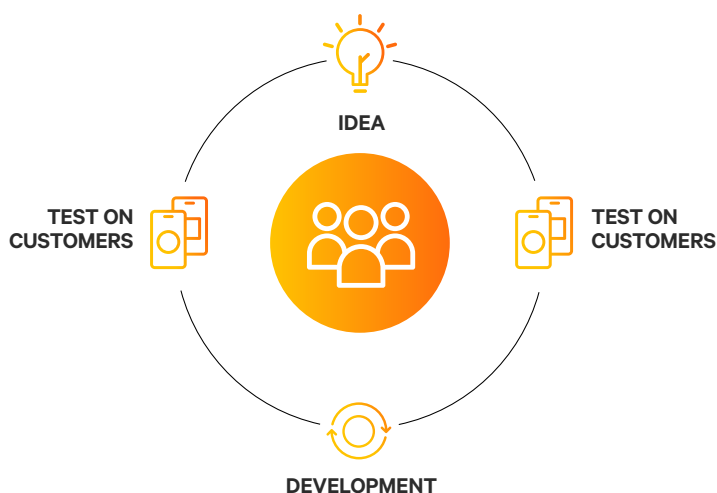 IDEA
TEST ON
CUSTOMERS
TEST ON
CUSTOMERS
DEVELOPMENT